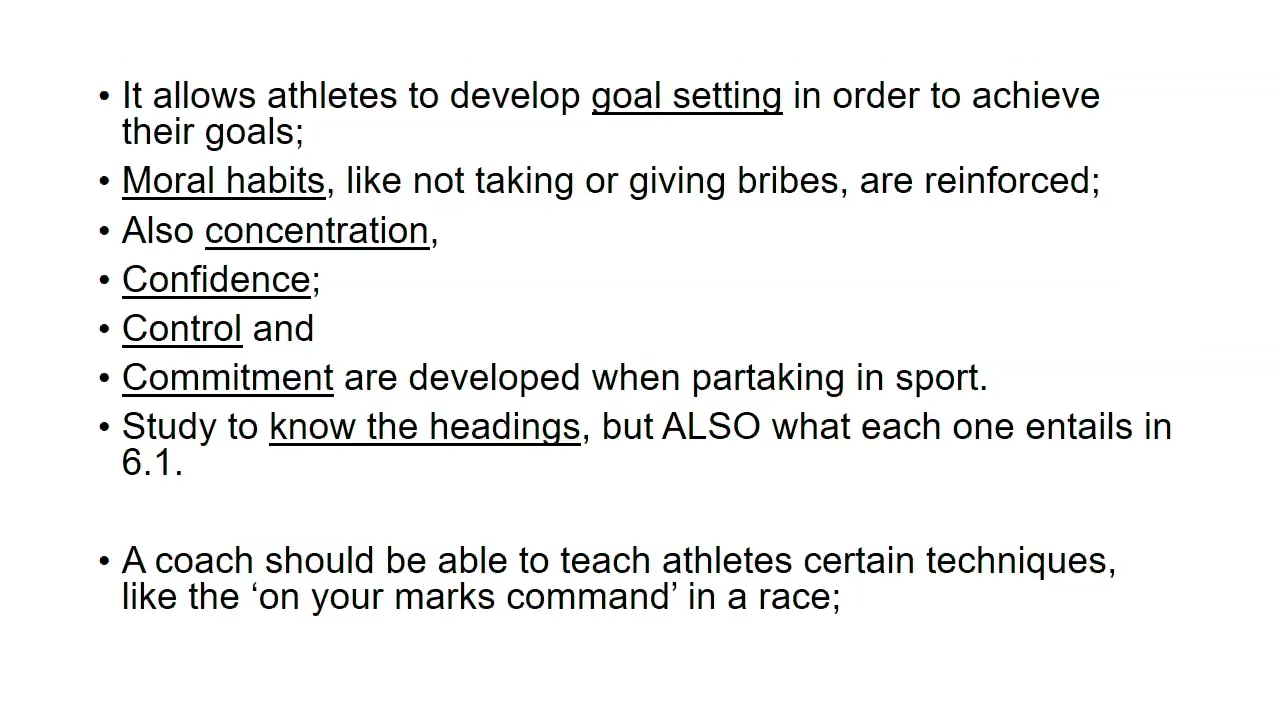 • It allows athletes to develop goal setting in order to achieve
their goals;
• Moral habits, like not taking or giving bribes, are reinforced;
• Also concentration,
• Confidence;
• Control and
• Commitment are developed when partaking in sport.
• Study to know the headings, but ALSO what each one entails in
6.1.
• A coach should be able to teach athletes certain techniques,
like the ‘on your marks command’ in a race;